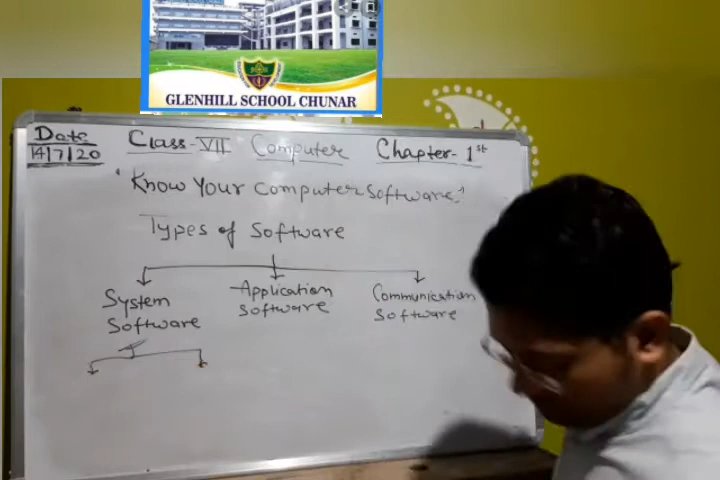 GLENHILL SCHOOL CHUNAR
Date Class-VII Computer Chapter-1st
14/7/20
"Know Your Computer Software."
Types of Software
System Application Communication
Software Software Software